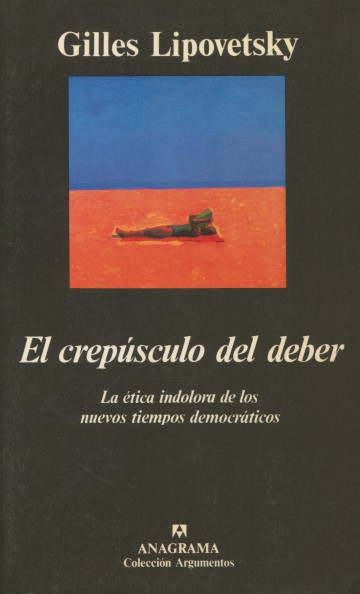 Gilles Lipovetsky
El crepúsculo del deber
La ética indolora de los
nuevos tiempos democráticos
ANAGRAMA
Colección Argumentos